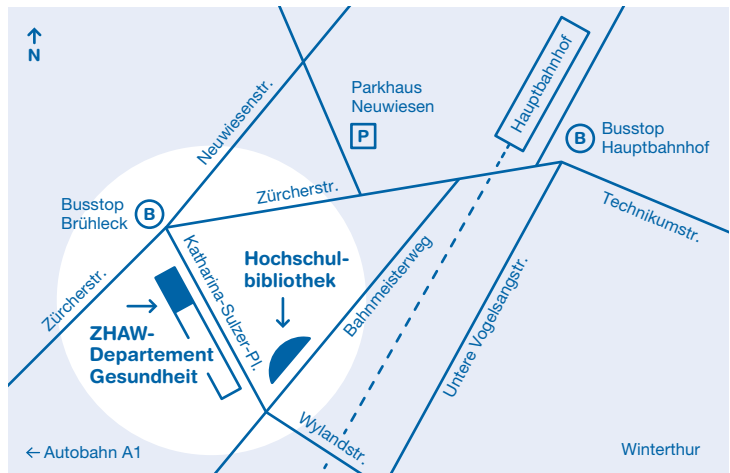 N
Neuwiesenstr.
Parkhaus
Neuwiesen
P
Hauptbahnhof
B
Busstop
Hauptbahnhof
Busstop
Brühleck
B
Zürcherstr.
Technikumstr.
Zürcherstr.
Katharina-Sulzer-Pl.
Hochschul-
bibliothek
Bahnmeisterweg
Untere Vogelsangstr.
ZHAW-
Departement
Gesundheit
Wylandstr.
← Autobahn A1
Winterthur